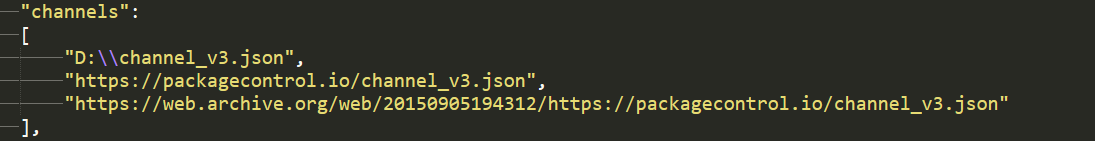 "channels":
[
"D:\\channel_v3.json",
"https://packagecontrol.io/channel_v3.json",
"https://web.archive.org/web/20150905194312/https://packagecontrol.io/channel_v3.json"
],